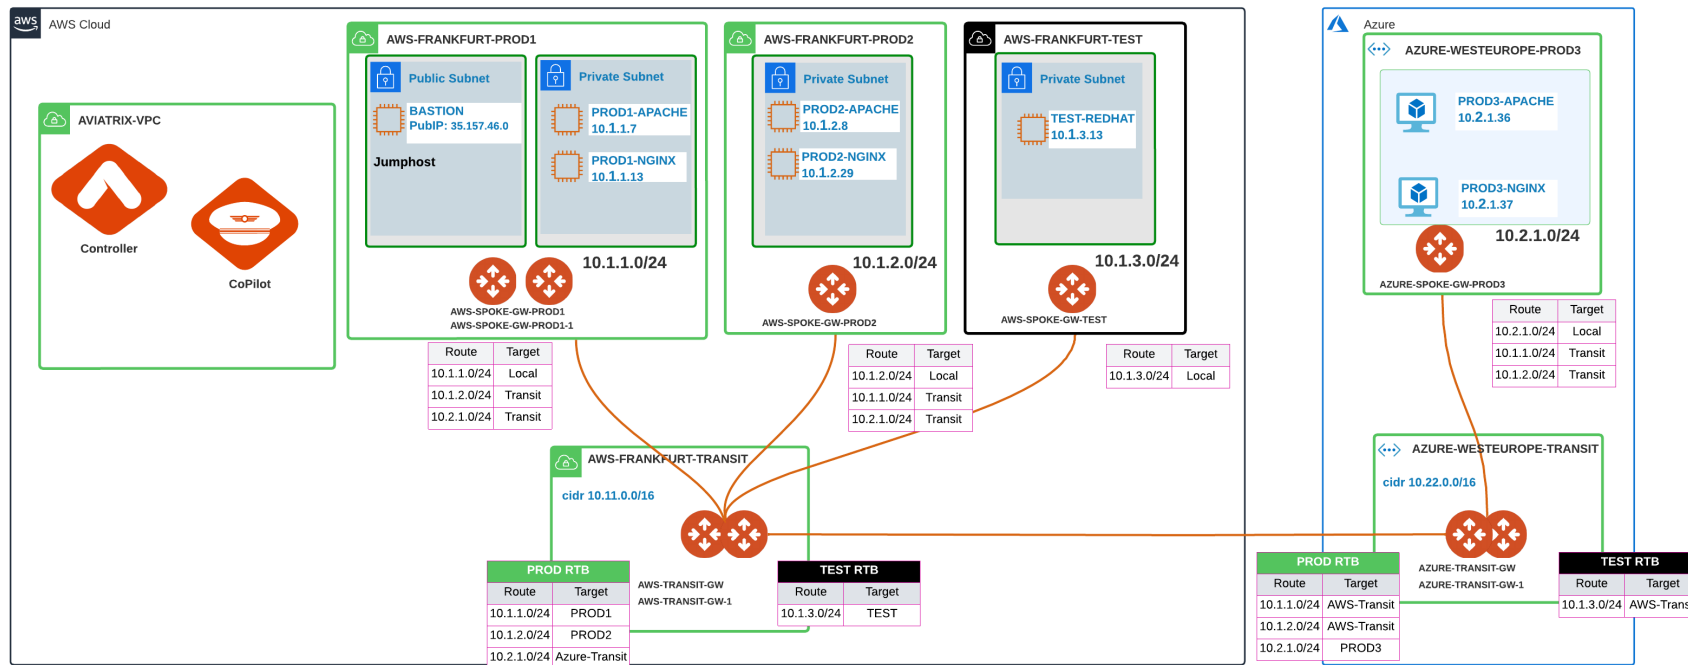 aws
AWS Cloud
AVIATRIX-VPC
Controller
CoPilot
AWS-FRANKFURT-PROD1
Public Subnet
BASTION
PubIP: 35.157.46.0
Jumphost
Private Subnet
PROD1-APACHE
10.1.1.7
PROD1-NGINX
10.1.1.13
10.1.1.0/24
AWS-SPOKE-GW-PROD1
AWS-SPOKE-GW-PROD1-1
Route Target
10.1.1.0/24 Local
10.1.2.0/24 Transit
10.2.1.0/24 Transit
AWS-FRANKFURT-PROD2
Private Subnet
PROD2-APACHE
10.1.2.8
PROD2-NGINX
10.1.2.29
10.1.2.0/24
AWS-SPOKE-GW-PROD2
Route Target
10.1.2.0/24 Local
10.1.1.0/24 Transit
10.2.1.0/24 Transit
AWS-FRANKFURT-TEST
Private Subnet
TEST-REDHAT
10.1.3.13
10.1.3.0/24
AWS-SPOKE-GW-TEST
Route Target
10.1.3.0/24 Local
AWS-FRANKFURT-TRANSIT
cidr 10.11.0.0/16
AWS-TRANSIT-GW
AWS-TRANSIT-GW-1
PROD RTB
Route Target
10.1.1.0/24 PROD1
10.1.2.0/24 PROD2
10.2.1.0/24 Azure-Transit
TEST RTB
Route Target
10.1.3.0/24 TEST
Azure
AZURE-WESTEUROPE-PROD3
PROD3-APACHE
10.2.1.36
PROD3-NGINX
10.2.1.37
10.2.1.0/24
AZURE-SPOKE-GW-PROD3
Route Target
10.2.1.0/24 Local
10.1.1.0/24 Transit
10.1.2.0/24 Transit
AZURE-WESTEUROPE-TRANSIT
cidr 10.22.0.0/16
AZURE-TRANSIT-GW
AZURE-TRANSIT-GW-1
PROD RTB
Route Target
10.1.1.0/24 AWS-Transit
10.1.2.0/24 AWS-Transit
10.2.1.0/24 PROD3
TEST RTB
Route Target
10.1.3.0/24 AWS-Trans